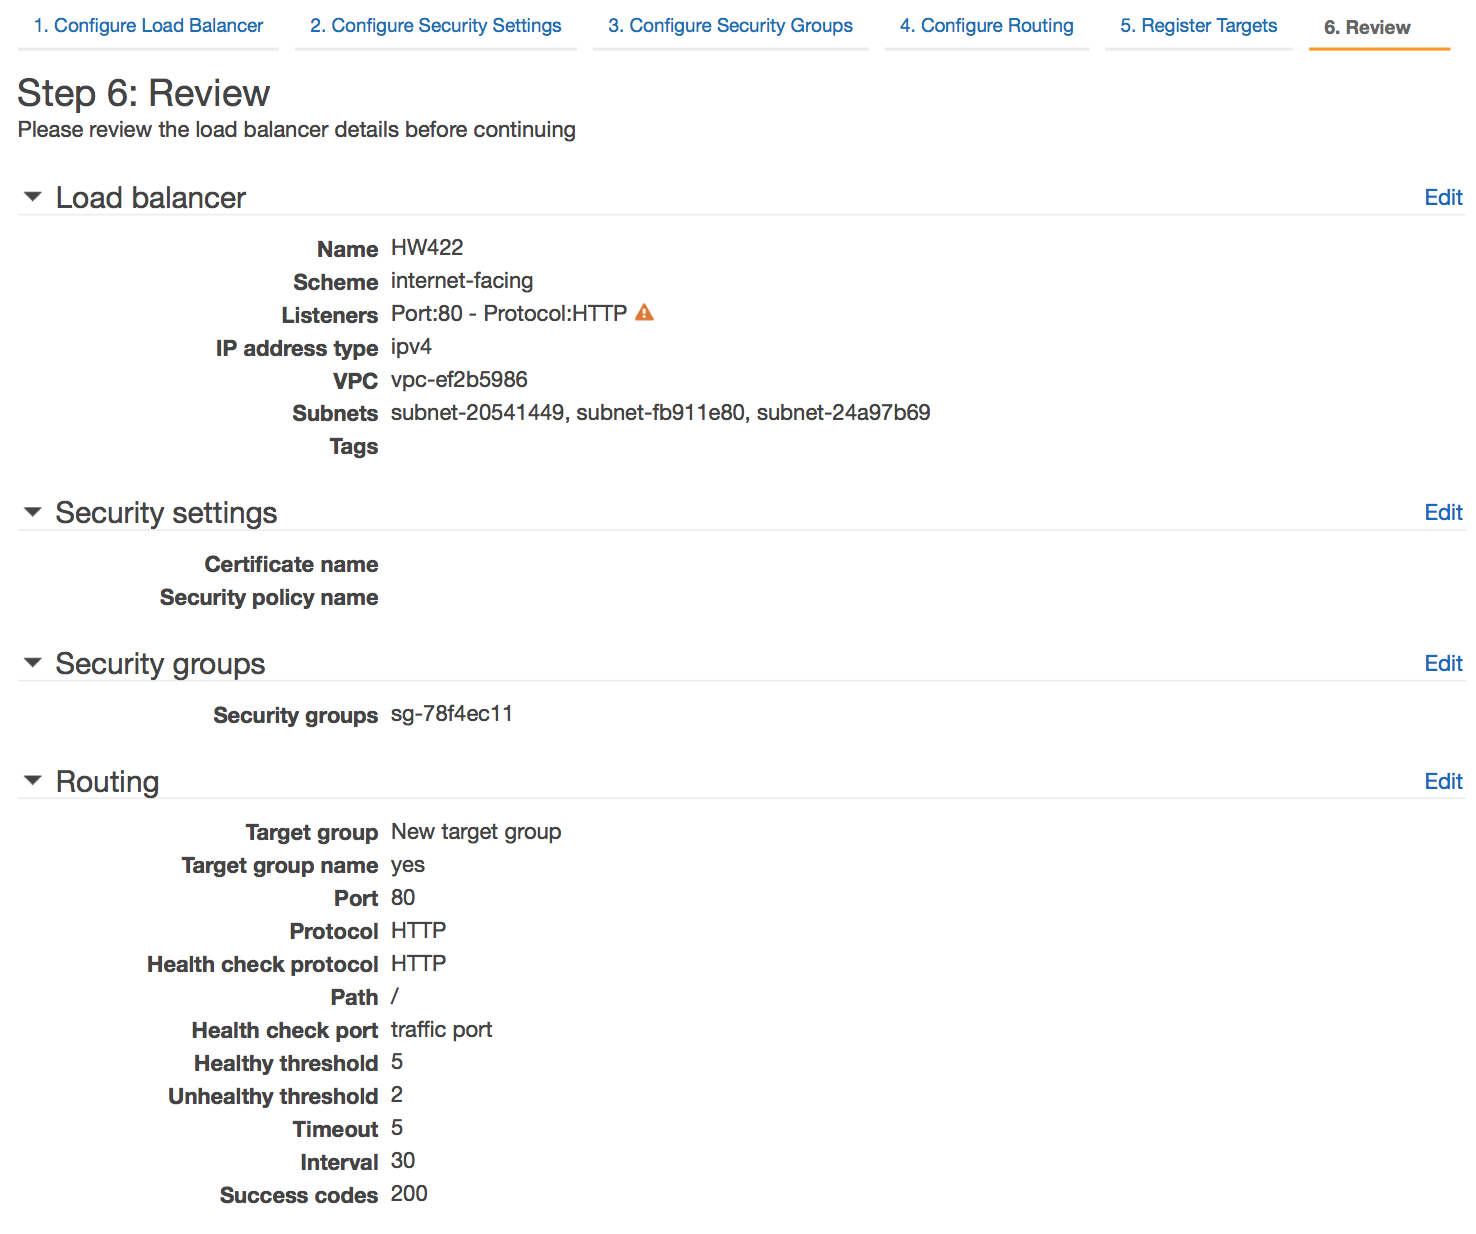 1. Configure Load Balancer 2. Configure Security Settings 3. Configure Security Groups 4. Configure Routing 5. Register Targets 6. Review
Step 6: Review
Please review the load balancer details before continuing
Load balancer Edit
Name HW422
Scheme internet-facing
Listeners Port:80 - Protocol:HTTP
IP address type ipv4
VPC vpc-ef2b5986
Subnets subnet-20541449, subnet-fb911e80, subnet-24a97b69
Tags
Security settings Edit
Certificate name
Security policy name
Security groups Edit
Security groups sg-78f4ec11
Routing Edit
Target group New target group
Target group name yes
Port 80
Protocol HTTP
Health check protocol HTTP
Path /
Health check port traffic port
Healthy threshold 5
Unhealthy threshold 2
Timeout 5
Interval 30
Success codes 200